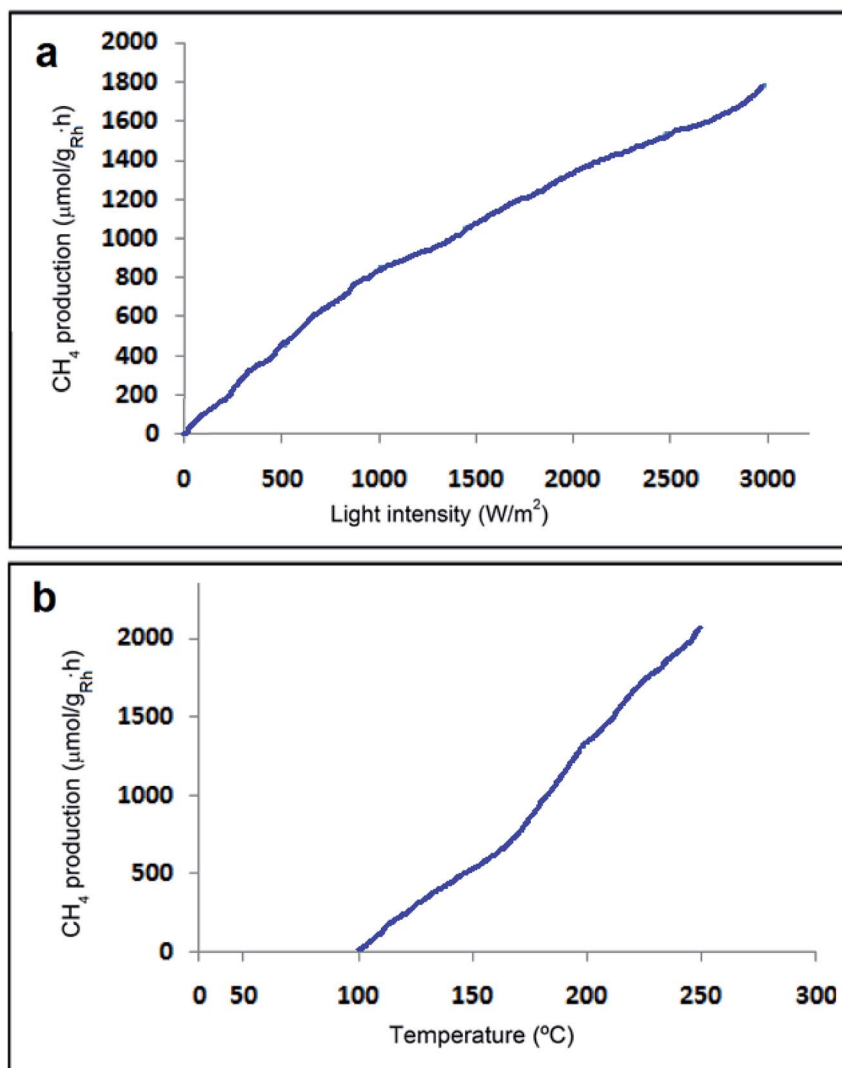 a
CH4 production (μmol/gRh·h)
2000
1800
1600
1400
1200
1000
800
600
400
200
0
0 500 1000 1500 2000 2500 3000
Light intensity (W/m²)
b
CH4 production (μmol/gRh·h)
2000
1500
1000
500
0
0 50 100 150 200 250 300
Temperature (ºC)